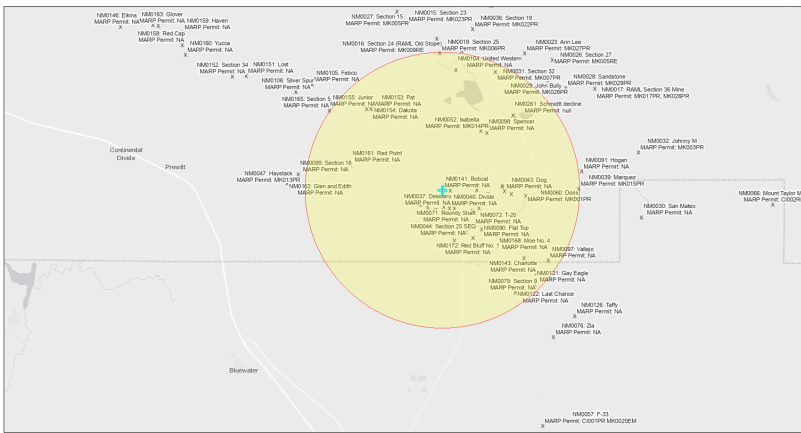 NM0015: Section 23
MARP Permit: MK023PR
NM0146: Elkins
MARP Permit: NA
NM0163: Glover
MARP Permit: NA
NM0159: Haven
MARP Permit: NA
NM0027: Section 15
MARP Permit: MK005PR
NM0036: Section 19
MARP Permit: MK022PR
NM0158: Red Cap
MARP Permit: NA
NM0160: Yucca
MARP Permit: NA
NM0016: Section 24 (RAML Old Stope)
MARP Permit: MK009RE
NM0018: Section 25
MARP Permit: MK006PR
NM0023: Ann Lee
MARP Permit: MK027PR
NM0026: Section 27
MARP Permit: MK005RE
NM0152: Section 34
MARP Permit: NA
NM0151: Lost
MARP Permit: NA
NM0104: United Western
MARP Permit: NA
NM0031: Section 32
MARP Permit: MK007PR
NM0106: Silver Spur
MARP Permit: NA
NM0105: Febco
MARP Permit: NA
NM0029: John Bully
MARP Permit: MK028PR
NM0028: Sandstone
MARP Permit: MK029PR
NM0017: RAML Section 36 Mine
MARP Permit: MK017PR, MK026PR
NM0165: Section 5
MARP Permit: NA
NM0155: Junior
MARP Permit: NA
NM0153: Pat
MARP Permit: NA
NM0154: Dakota
MARP Permit: NA
NM0261: Schmidt decline
MARP Permit: null
NM0052: Isabella
MARP Permit: MK014PR
NM0098: Spencer
MARP Permit: NA
NM0032: Johnny M
MARP Permit: MK003PR
Continental
Divide
Prewitt
NM0161: Red Point
MARP Permit: NA
NM0099: Section 18
MARP Permit: NA
NM0047: Haystack
MARP Permit: MK013PR
NM0102: Glen and Edith
MARP Permit: NA
NM0091: Hogan
MARP Permit: NA
NM0039: Marquez
MARP Permit: MK015PR
NM0141: Bobcat
MARP Permit: NA
NM0043: Dog
MARP Permit: NA
NM0060: Doris
MARP Permit: MK001PR
NM0066: Mount Taylor M
MARP Permit: CI002R
NM0037: Desidero
MARP Permit: NA
NM0040: Divide
MARP Permit: NA
NM0030: San Mateo
MARP Permit: NA
NM0071: Roundy Shaft
MARP Permit: NA
NM0072: T-20
MARP Permit: NA
NM0044: Section 25 SEQ
MARP Permit: NA
NM0090: Flat Top
MARP Permit: NA
NM0172: Red Bluff No. 1
MARP Permit: NA
NM0168: Moe No. 4
MARP Permit: NA
NM0097: Vallejo
MARP Permit: NA
NM0143: Charlotte
MARP Permit: NA
NM0121: Gay Eagle
MARP Permit: NA
NM0079: Section 9
MARP Permit: NA
NM0122: Last Chance
MARP Permit: NA
NM0126: Taffy
MARP Permit: NA
NM0076: Zia
MARP Permit: NA
Bluewater
NM0057: F-33
MARP Permit: CI001PR MK0020EM